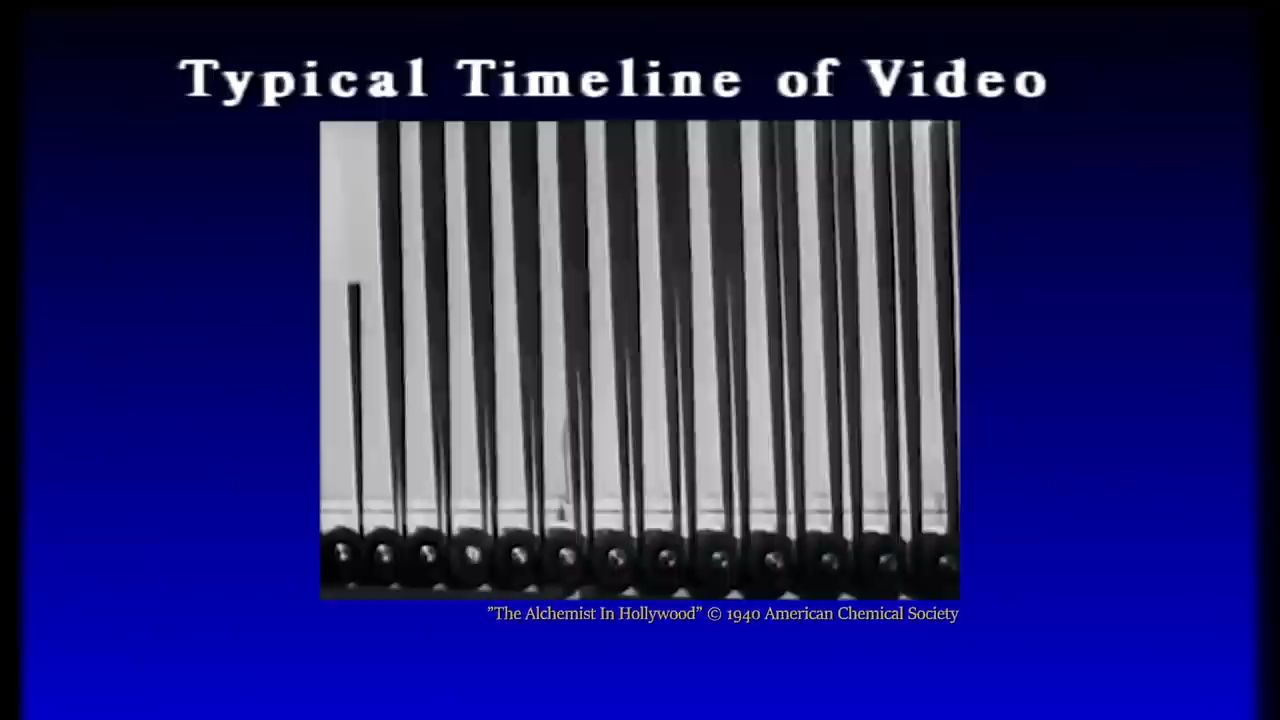 Typical Timeline of Video
”The Alchemist In Hollywood” © 1940 American Chemical Society